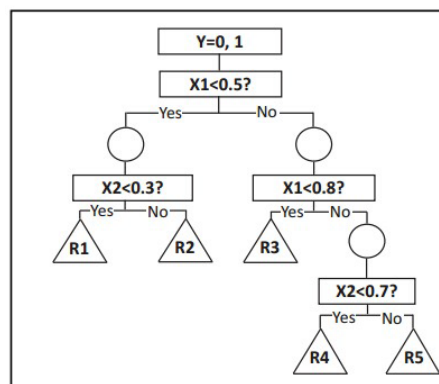 Y=0, 1
X1<0.5?
Yes No
X2<0.3? X1<0.8?
Yes No Yes No
R1 R2 R3
X2<0.7?
Yes No
R4 R5